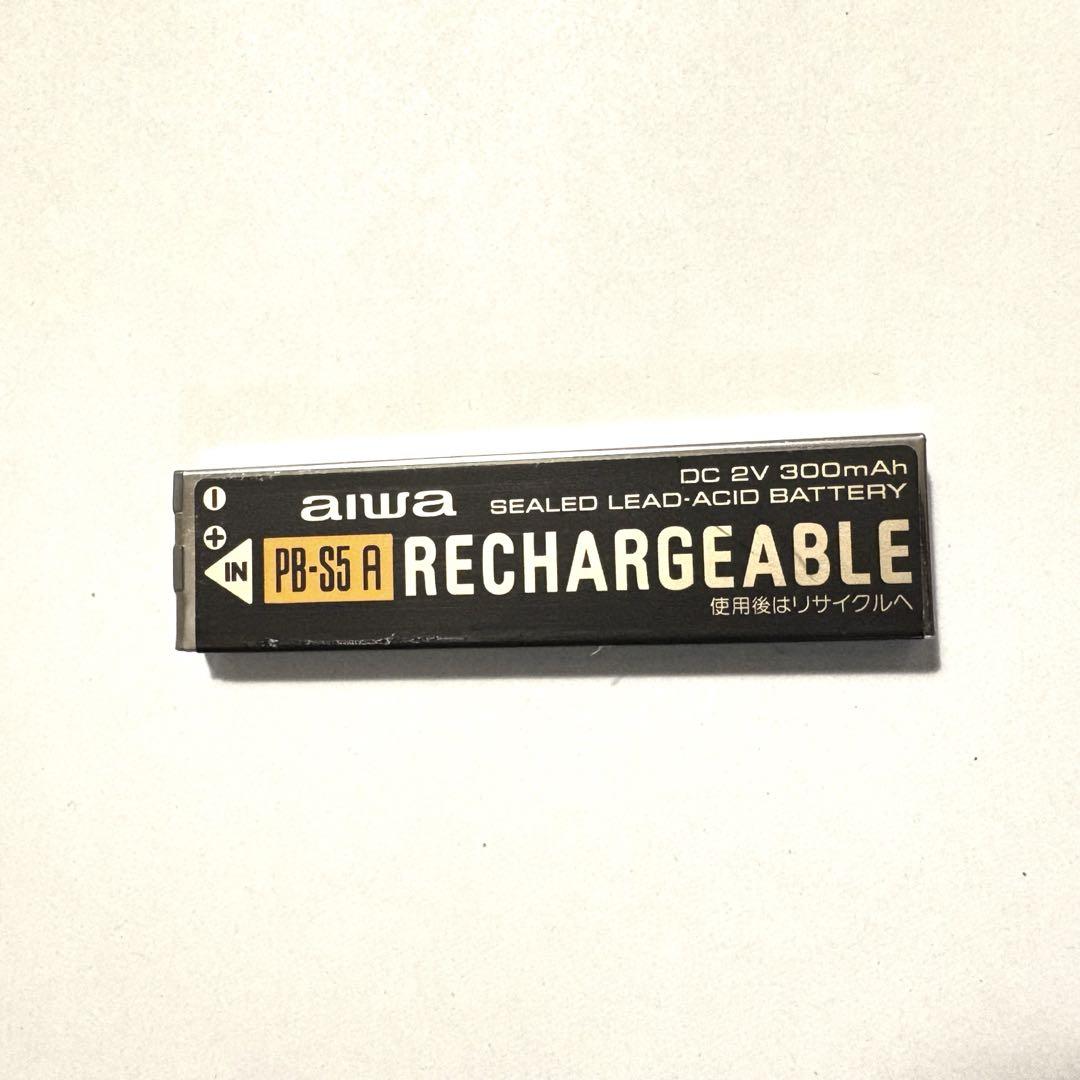 DC 2V 300mAh
aiwa SEALED LEAD-ACID BATTERY
IN PB-S5 A RECHARGEABLE
使用後はリサイクルへ